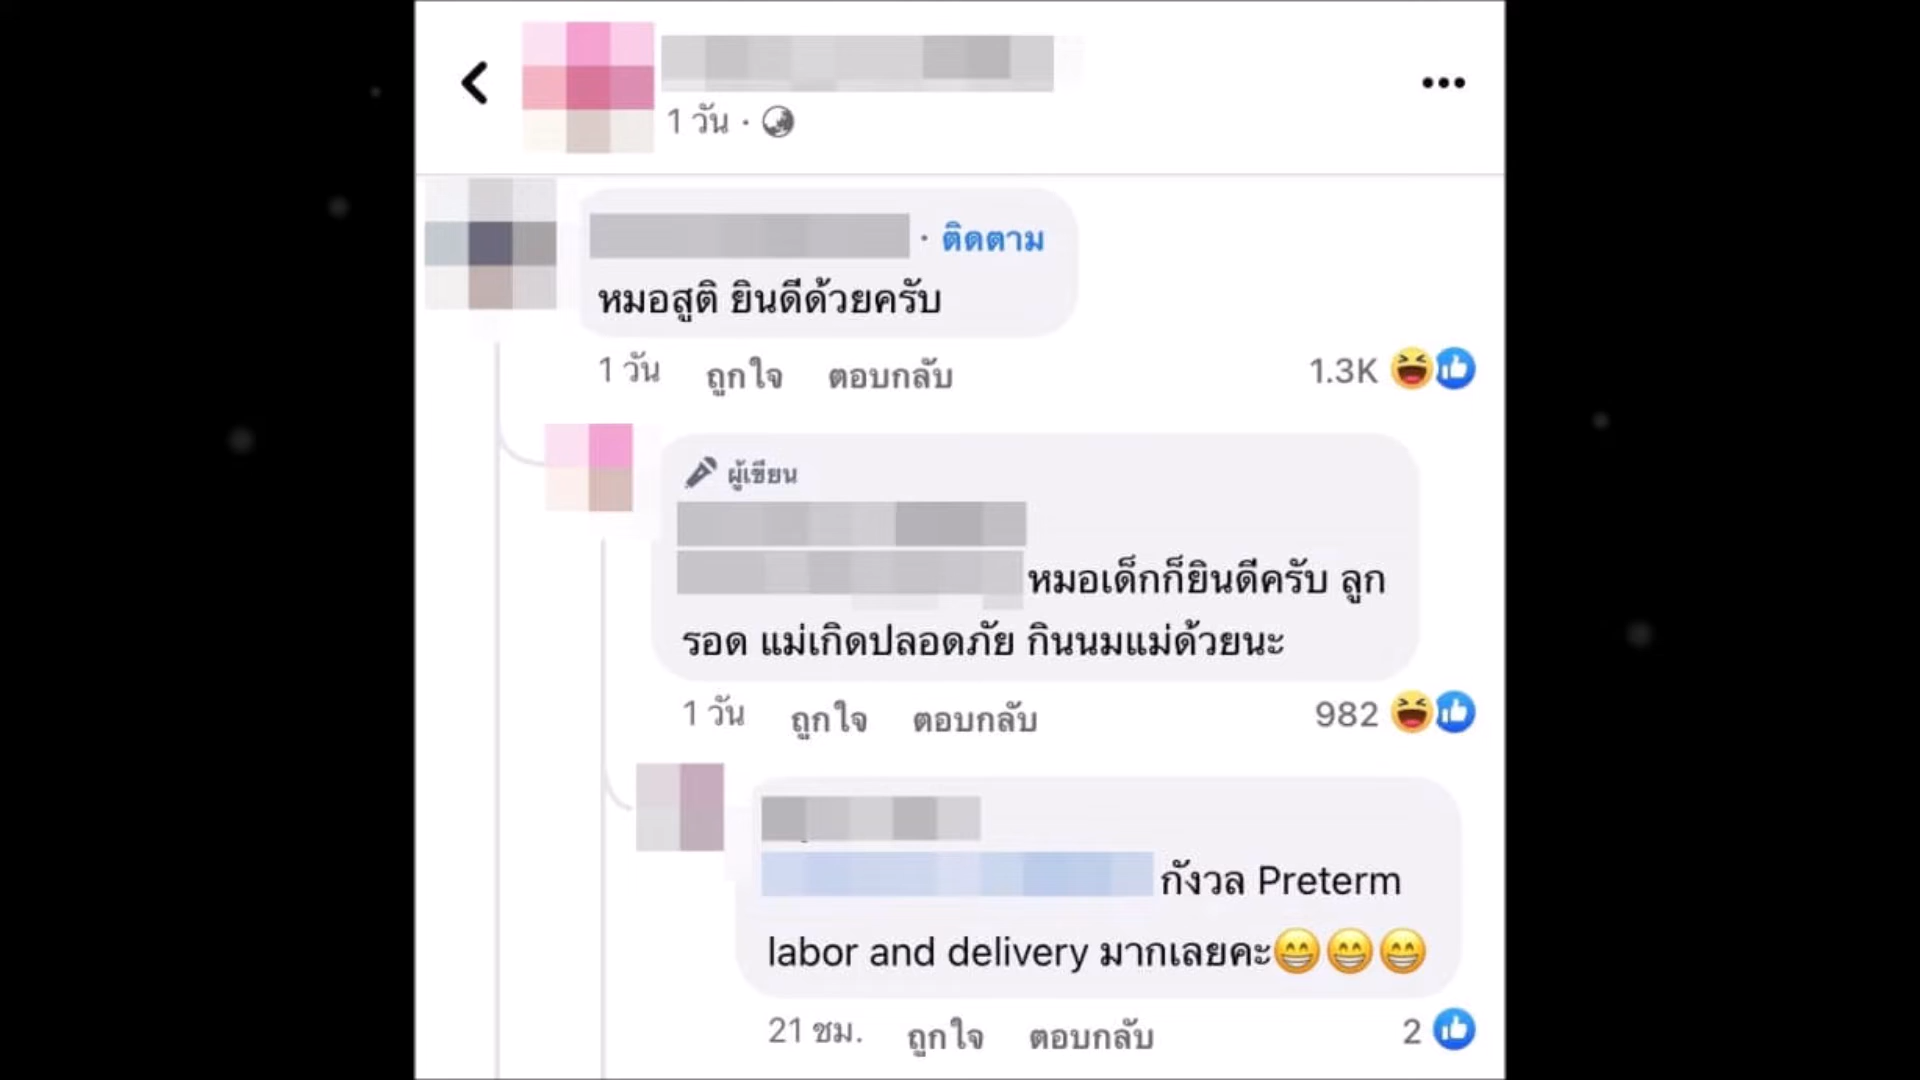 1 วัน ·
· ติดตาม
หมอสูติ ยินดีด้วยครับ
1 วัน ถูกใจ ตอบกลับ 1.3K
ผู้เขียน
หมอเด็กก็ยินดีครับ ลูก
รอด แม่เกิดปลอดภัย กินนมแม่ด้วยนะ
1 วัน ถูกใจ ตอบกลับ 982
กังวล Preterm
labor and delivery มากเลยคะ😁😁😁
21 ชม. ถูกใจ ตอบกลับ 2